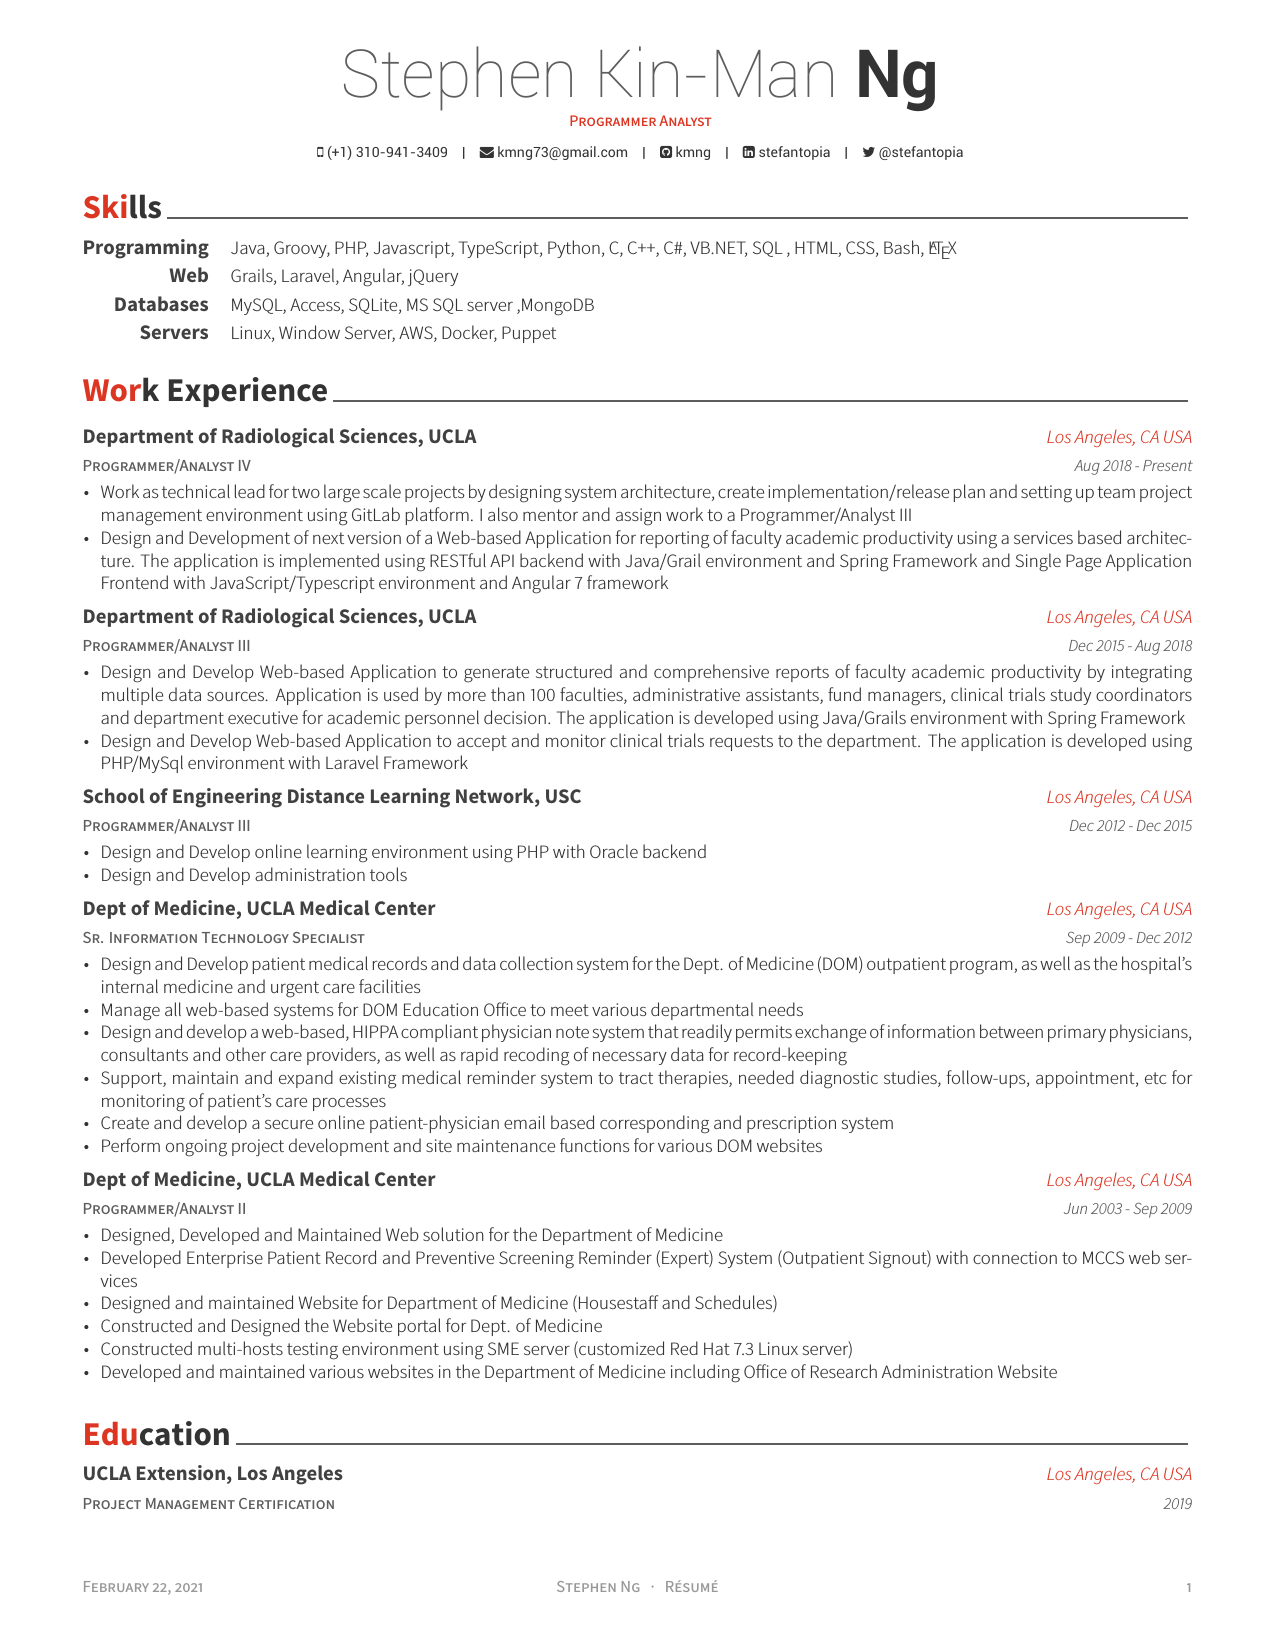 Stephen Kin-Man Ng
Programmer Analyst
(+1) 310-941-3409 | kmng73@gmail.com | kmng | stefantopia | @stefantopia
Skills
Programming Java, Groovy, PHP, Javascript, TypeScript, Python, C, C++, C#, VB.NET, SQL , HTML, CSS, Bash, LATEX
Web Grails, Laravel, Angular, jQuery
Databases MySQL, Access, SQLite, MS SQL server ,MongoDB
Servers Linux, Window Server, AWS, Docker, Puppet
Work Experience
Department of Radiological Sciences, UCLA Los Angeles, CA USA
Programmer/Analyst IV Aug 2018 - Present
• Work as technical lead for two large scale projects by designing system architecture, create implementation/release plan and setting up team project
management environment using GitLab platform. I also mentor and assign work to a Programmer/Analyst III
• Design and Development of next version of a Web-based Application for reporting of faculty academic productivity using a services based architec-
ture. The application is implemented using RESTful API backend with Java/Grail environment and Spring Framework and Single Page Application
Frontend with JavaScript/Typescript environment and Angular 7 framework
Department of Radiological Sciences, UCLA Los Angeles, CA USA
Programmer/Analyst III Dec 2015 - Aug 2018
• Design and Develop Web-based Application to generate structured and comprehensive reports of faculty academic productivity by integrating
multiple data sources. Application is used by more than 100 faculties, administrative assistants, fund managers, clinical trials study coordinators
and department executive for academic personnel decision. The application is developed using Java/Grails environment with Spring Framework
• Design and Develop Web-based Application to accept and monitor clinical trials requests to the department. The application is developed using
PHP/MySql environment with Laravel Framework
School of Engineering Distance Learning Network, USC Los Angeles, CA USA
Programmer/Analyst III Dec 2012 - Dec 2015
• Design and Develop online learning environment using PHP with Oracle backend
• Design and Develop administration tools
Dept of Medicine, UCLA Medical Center Los Angeles, CA USA
Sr. Information Technology Specialist Sep 2009 - Dec 2012
• Design and Develop patient medical records and data collection system for the Dept. of Medicine (DOM) outpatient program, as well as the hospital’s
internal medicine and urgent care facilities
• Manage all web-based systems for DOM Education Office to meet various departmental needs
• Design and develop a web-based, HIPPA compliant physician note system that readily permits exchange of information between primary physicians,
consultants and other care providers, as well as rapid recoding of necessary data for record-keeping
• Support, maintain and expand existing medical reminder system to tract therapies, needed diagnostic studies, follow-ups, appointment, etc for
monitoring of patient’s care processes
• Create and develop a secure online patient-physician email based corresponding and prescription system
• Perform ongoing project development and site maintenance functions for various DOM websites
Dept of Medicine, UCLA Medical Center Los Angeles, CA USA
Programmer/Analyst II Jun 2003 - Sep 2009
• Designed, Developed and Maintained Web solution for the Department of Medicine
• Developed Enterprise Patient Record and Preventive Screening Reminder (Expert) System (Outpatient Signout) with connection to MCCS web ser-
vices
• Designed and maintained Website for Department of Medicine (Housestaff and Schedules)
• Constructed and Designed the Website portal for Dept. of Medicine
• Constructed multi-hosts testing environment using SME server (customized Red Hat 7.3 Linux server)
• Developed and maintained various websites in the Department of Medicine including Office of Research Administration Website
Education
UCLA Extension, Los Angeles Los Angeles, CA USA
Project Management Certification 2019
February 22, 2021 Stephen Ng · Résumé 1